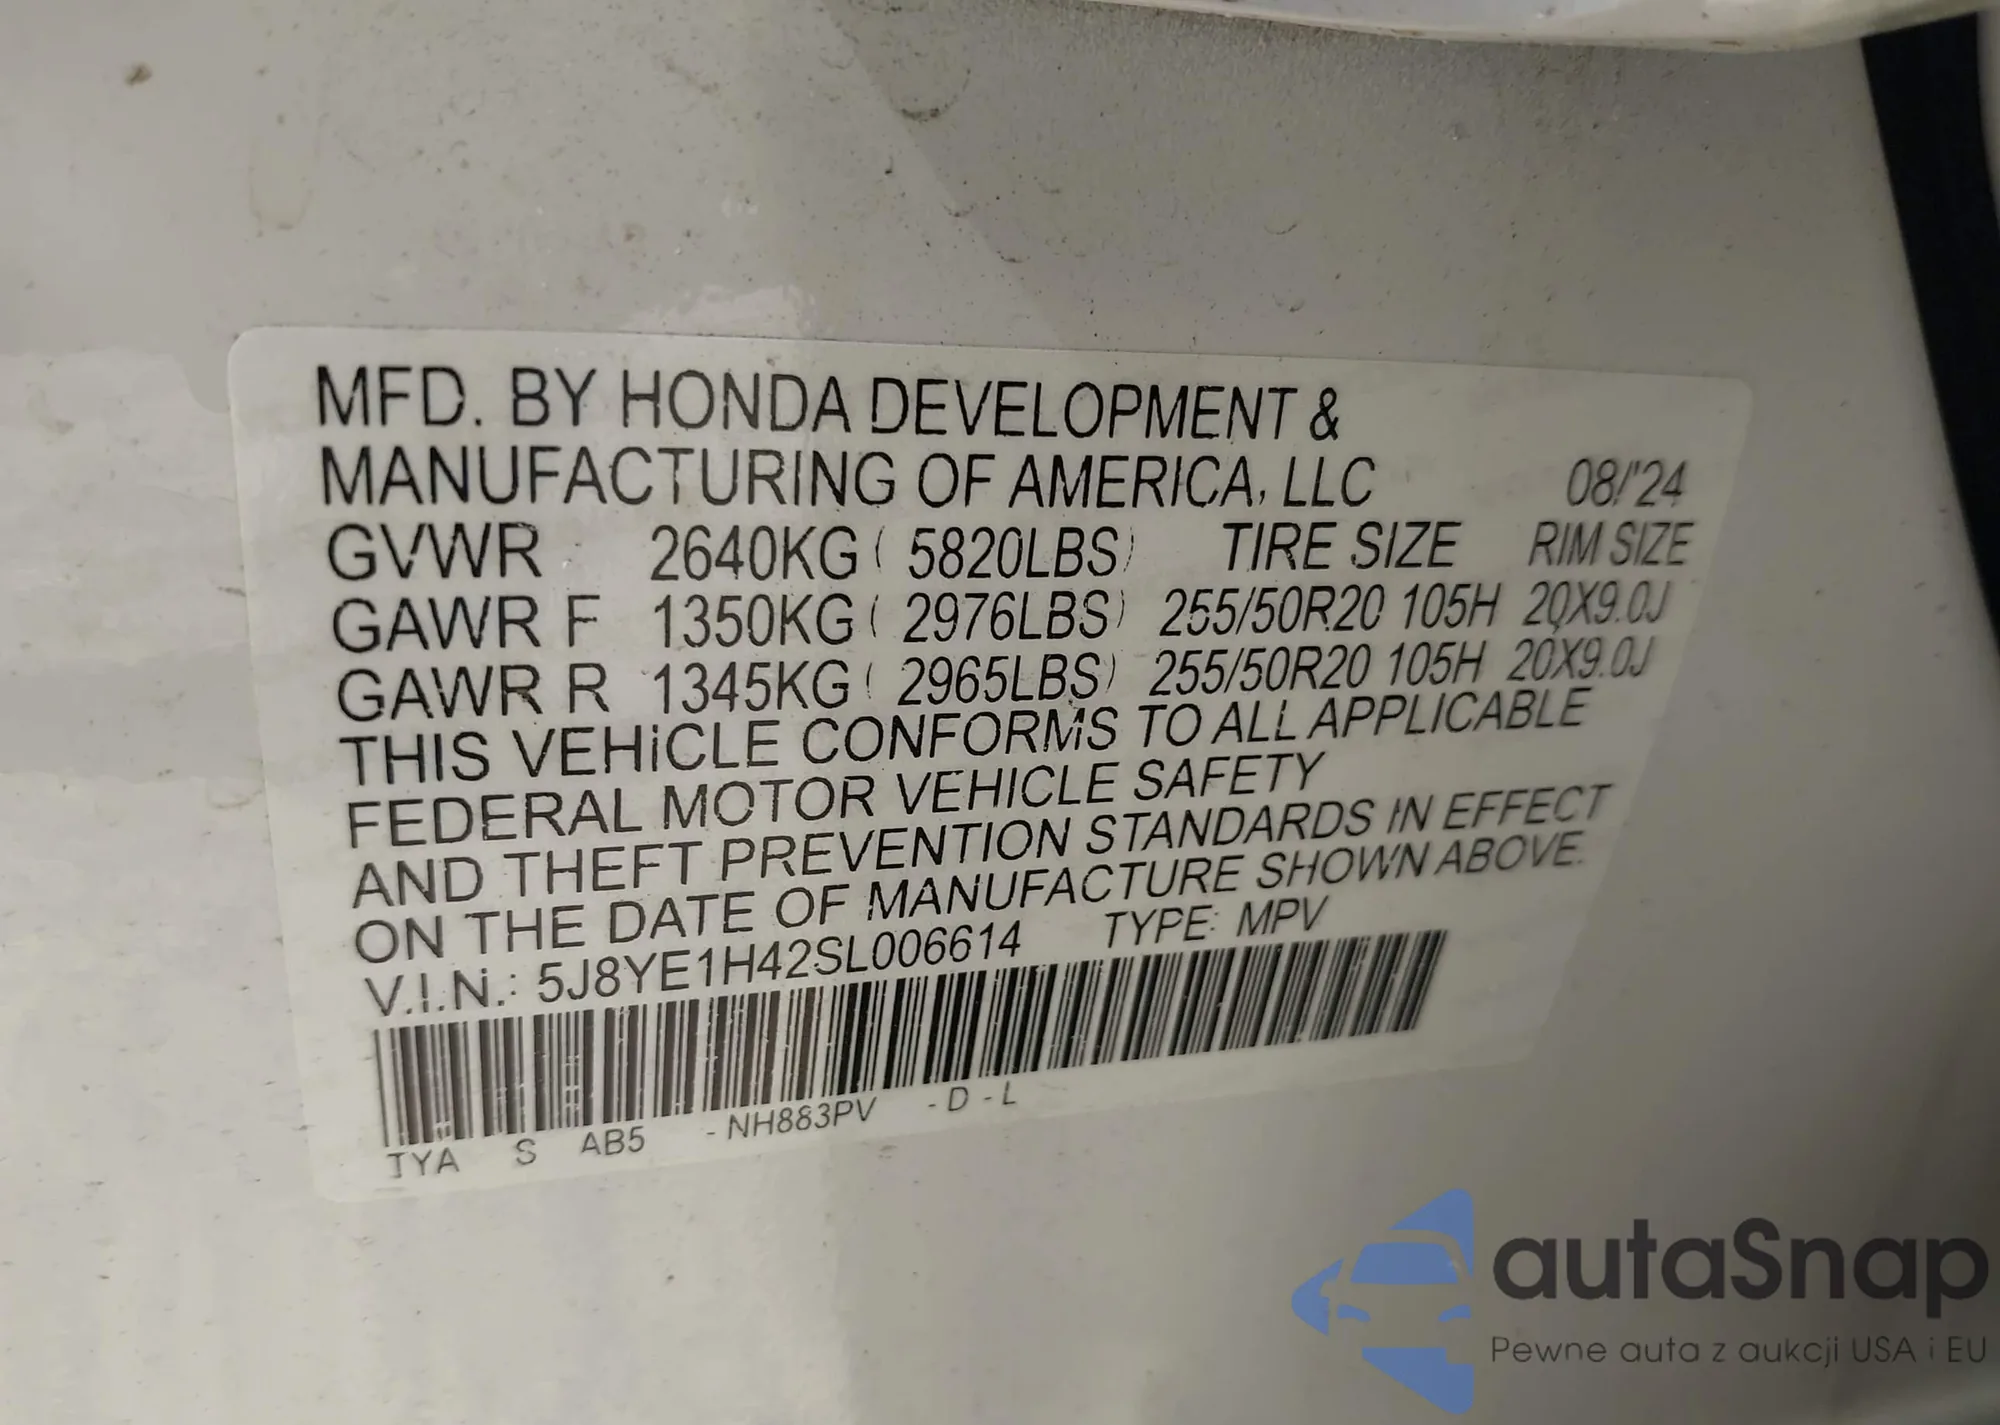 MFD. BY HONDA DEVELOPMENT &
MANUFACTURING OF AMERICA, LLC 08/'24
GVWR 2640KG ( 5820LBS) TIRE SIZE RIM SIZE
GAWR F 1350KG ( 2976LBS) 255/50R20 105H 20X9.0J
GAWR R 1345KG ( 2965LBS) 255/50R20 105H 20X9.0J
THIS VEHICLE CONFORMS TO ALL APPLICABLE
FEDERAL MOTOR VEHICLE SAFETY
AND THEFT PREVENTION STANDARDS IN EFFECT
ON THE DATE OF MANUFACTURE SHOWN ABOVE.
V.I.N.: 5J8YE1H42SL006614 TYPE: MPV
TYA S AB5 - NH883PV - D - L
autaSnap
Pewne auta z aukcji USA i EU